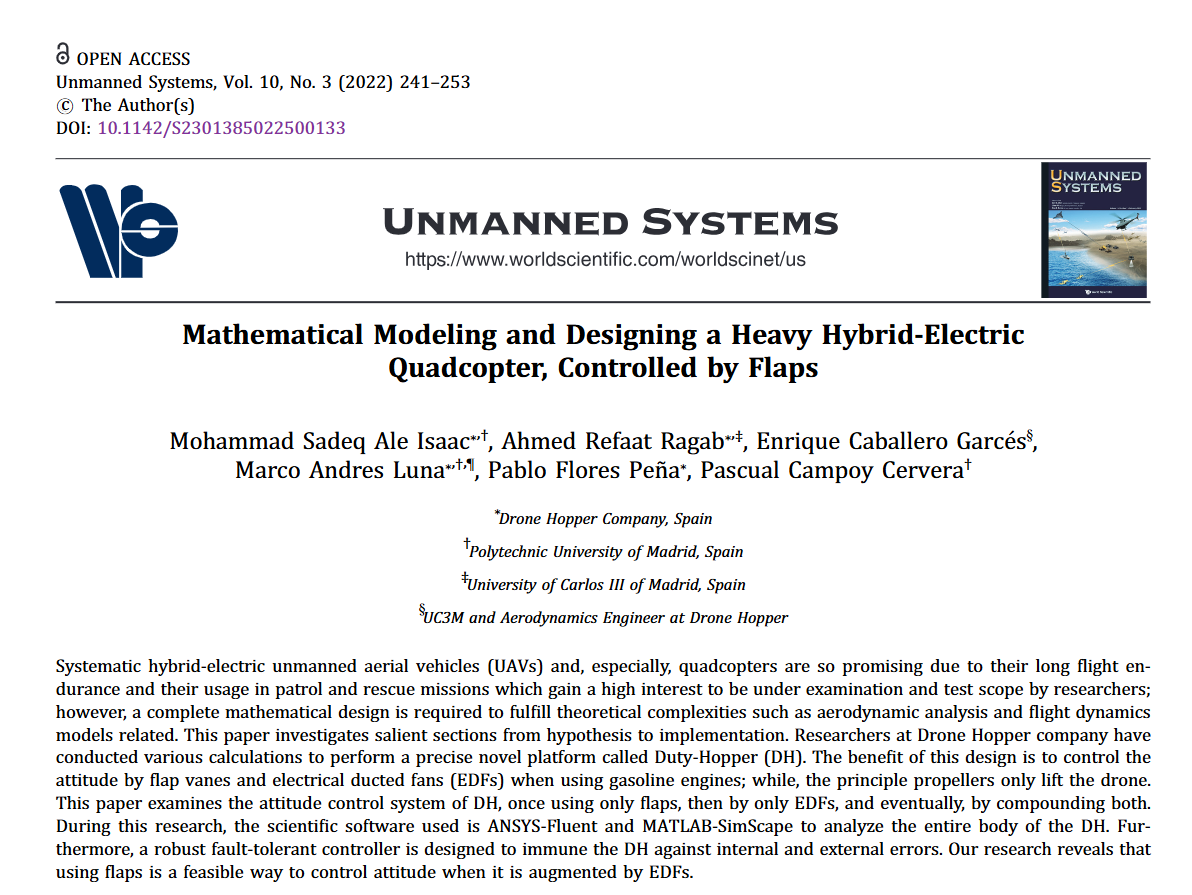 OPEN ACCESS
Unmanned Systems, Vol. 10, No. 3 (2022) 241–253
© The Author(s)
DOI: 10.1142/S2301385022500133
UNMANNED SYSTEMS
https://www.worldscientific.com/worldscinet/us
UNMANNED
SYSTEMS
Mathematical Modeling and Designing a Heavy Hybrid-Electric
Quadcopter, Controlled by Flaps
Mohammad Sadeq Ale Isaac*,†, Ahmed Refaat Ragab*,‡, Enrique Caballero Garcés§,
Marco Andres Luna*,†,¶, Pablo Flores Peña*, Pascual Campoy Cervera†
*Drone Hopper Company, Spain
†Polytechnic University of Madrid, Spain
‡University of Carlos III of Madrid, Spain
§UC3M and Aerodynamics Engineer at Drone Hopper
Systematic hybrid-electric unmanned aerial vehicles (UAVs) and, especially, quadcopters are so promising due to their long flight en-
durance and their usage in patrol and rescue missions which gain a high interest to be under examination and test scope by researchers;
however, a complete mathematical design is required to fulfill theoretical complexities such as aerodynamic analysis and flight dynamics
models related. This paper investigates salient sections from hypothesis to implementation. Researchers at Drone Hopper company have
conducted various calculations to perform a precise novel platform called Duty-Hopper (DH). The benefit of this design is to control the
attitude by flap vanes and electrical ducted fans (EDFs) when using gasoline engines; while, the principle propellers only lift the drone.
This paper examines the attitude control system of DH, once using only flaps, then by only EDFs, and eventually, by compounding both.
During this research, the scientific software used is ANSYS-Fluent and MATLAB-SimScape to analyze the entire body of the DH. Fur-
thermore, a robust fault-tolerant controller is designed to immune the DH against internal and external errors. Our research reveals that
using flaps is a feasible way to control attitude when it is augmented by EDFs.